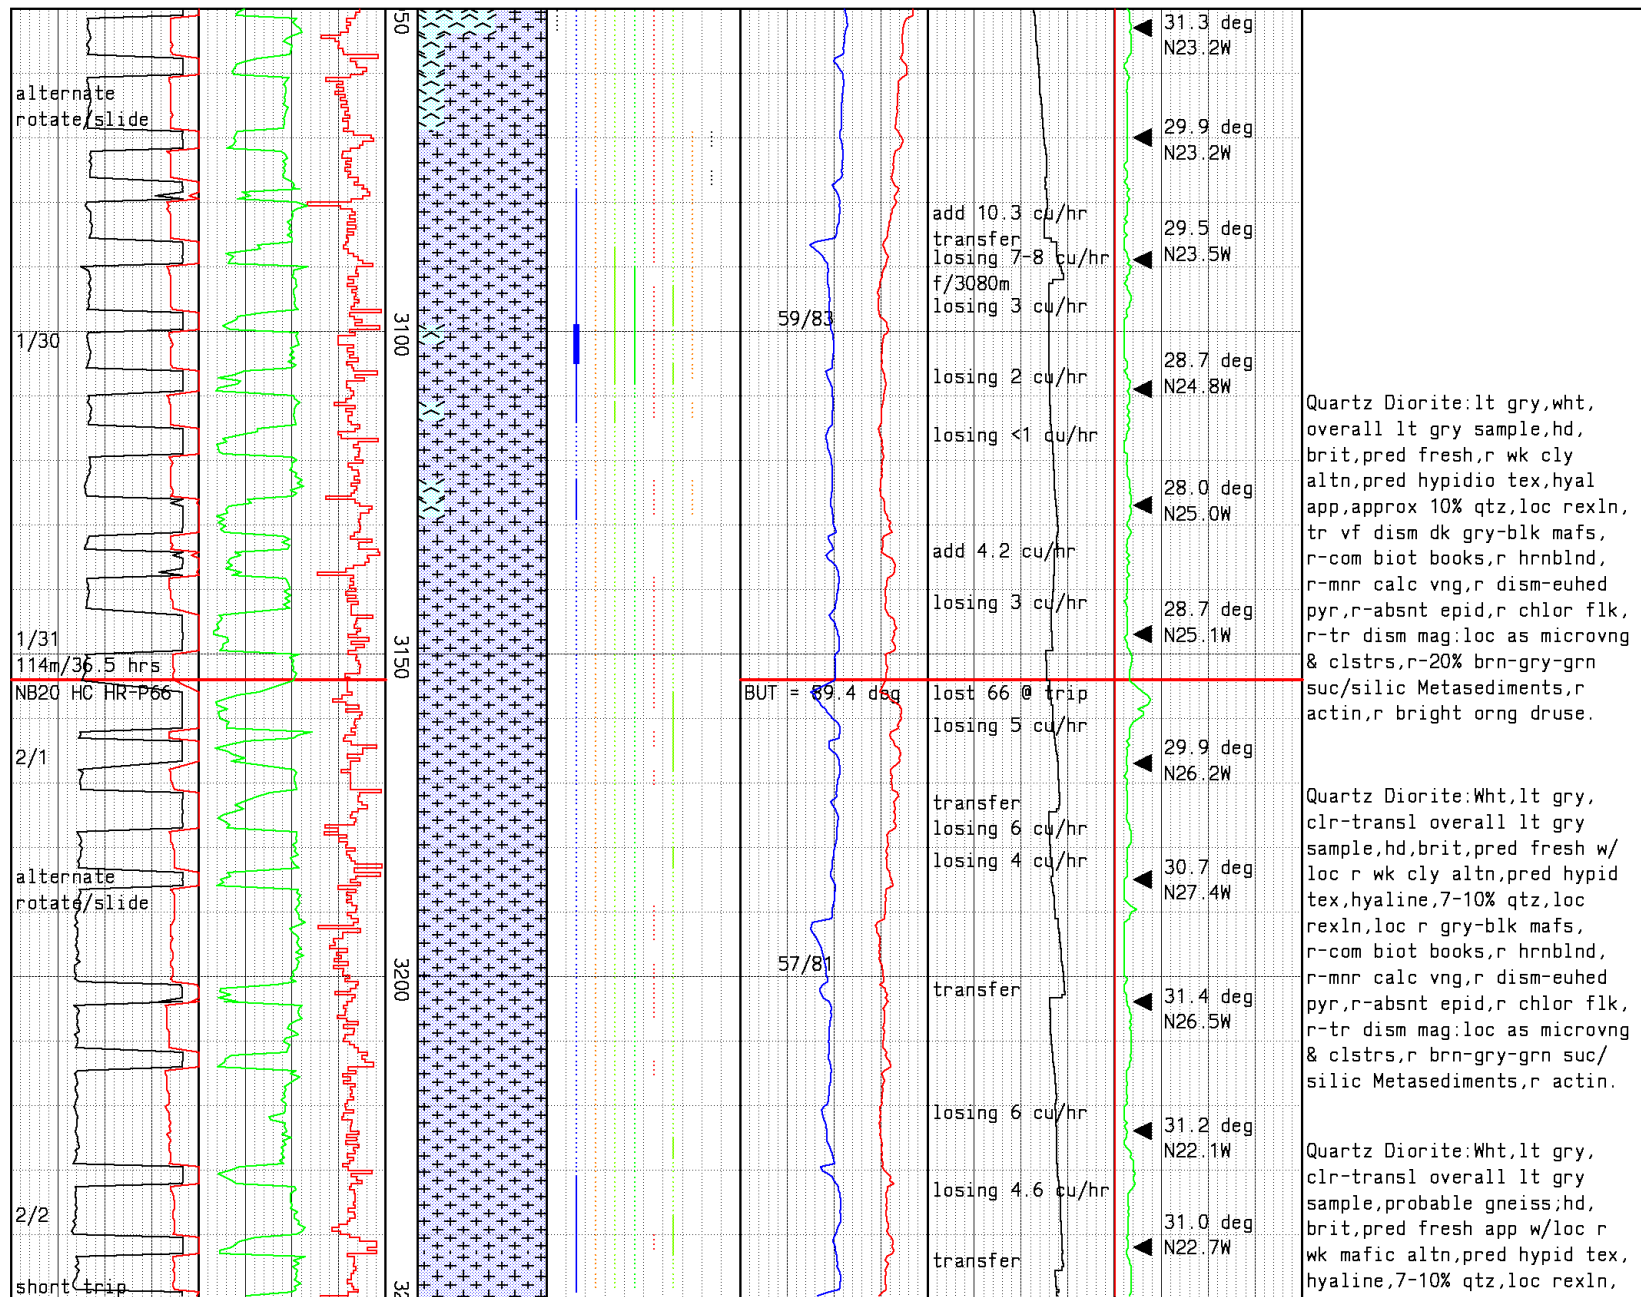 alternate
rotate/slide
1/30
1/31
114m/36.5 hrs
NB20 HC HR-P66
2/1
alternate
rotate/slide
2/2
short trip
50
3100
3150
3200
59/83
BUT = 59.4 deg
57/81
add 10.3 cu/hr
transfer
losing 7-8 cu/hr
f/3080m
losing 3 cu/hr
losing 2 cu/hr
losing <1 cu/hr
add 4.2 cu/hr
losing 3 cu/hr
lost 66 @ trip
losing 5 cu/hr
transfer
losing 6 cu/hr
losing 4 cu/hr
transfer
losing 6 cu/hr
losing 4.6 cu/hr
transfer
31.3 deg
N23.2W
29.9 deg
N23.2W
29.5 deg
N23.5W
28.7 deg
N24.8W
28.0 deg
N25.0W
28.7 deg
N25.1W
29.9 deg
N26.2W
30.7 deg
N27.4W
31.4 deg
N26.5W
31.2 deg
N22.1W
31.0 deg
N22.7W
Quartz Diorite:lt gry,wht,
overall lt gry sample,hd,
brit,pred fresh,r wk cly
altn,pred hypidio tex,hyal
app,approx 10% qtz,loc rexln,
tr vf dism dk gry-blk mafs,
r-com biot books,r hrnblnd,
r-mnr calc vng,r dism-euhed
pyr,r-absnt epid,r chlor flk,
r-tr dism mag:loc as microvng
& clstrs,r-20% brn-gry-grn
suc/silic Metasediments,r
actin,r bright orng druse.
Quartz Diorite:Wht,lt gry,
clr-transl overall lt gry
sample,hd,brit,pred fresh w/
loc r wk cly altn,pred hypid
tex,hyaline,7-10% qtz,loc
rexln,loc r gry-blk mafs,
r-com biot books,r hrnblnd,
r-mnr calc vng,r dism-euhed
pyr,r-absnt epid,r chlor flk,
r-tr dism mag:loc as microvng
& clstrs,r brn-gry-grn suc/
silic Metasediments,r actin.
Quartz Diorite:Wht,lt gry,
clr-transl overall lt gry
sample,probable gneiss;hd,
brit,pred fresh app w/loc r
wk mafic altn,pred hypid tex,
hyaline,7-10% qtz,loc rexln,